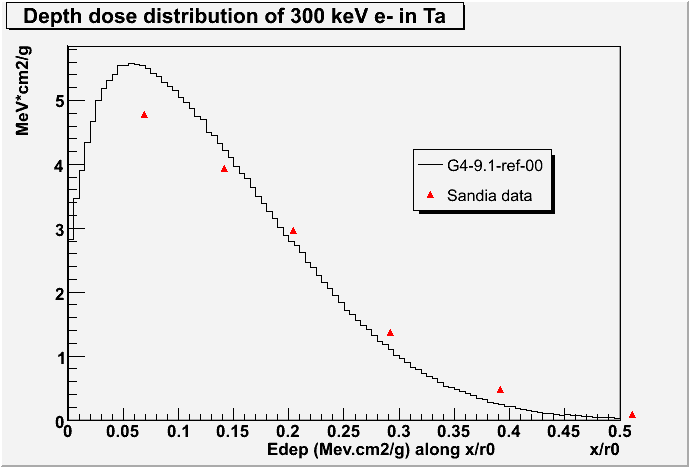 Depth dose distribution of 300 keV e- in Ta
MeV*cm2/g
5
4
3
2
1
0
G4-9.1-ref-00
Sandia data
0 0.05 0.1 0.15 0.2 0.25 0.3 0.35 0.4 0.45 0.5
Edep (Mev.cm2/g) along x/r0 x/r0